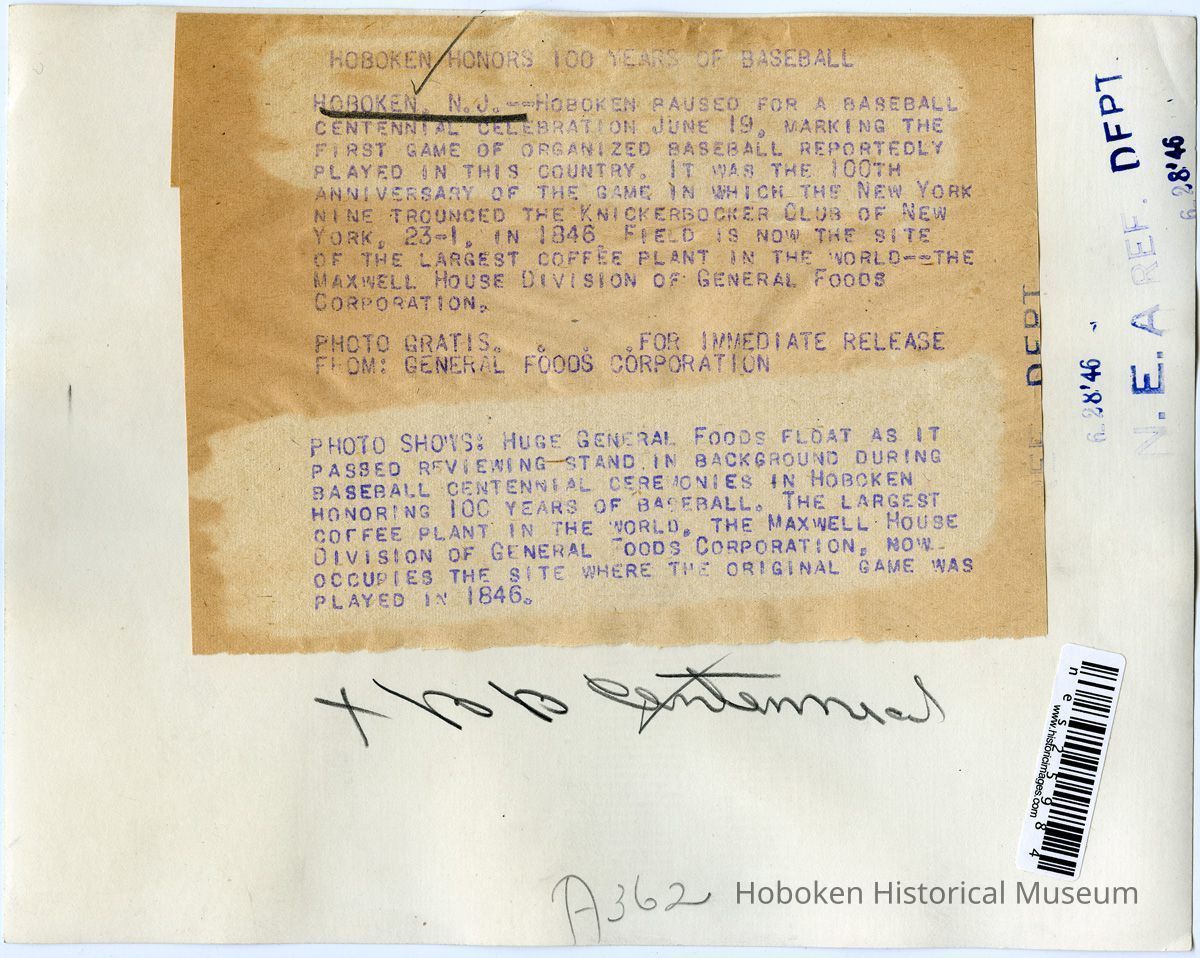 HOBOKEN HONORS 100 YEARS OF BASEBALL
HOBOKEN, N.J.--HOBOKEN PAUSED FOR A BASEBALL
CENTENNIAL CELEBRATION JUNE 19, MARKING THE
FIRST GAME OF ORGANIZED BASEBALL REPORTEDLY
PLAYED IN THIS COUNTRY. IT WAS THE 100TH
ANNIVERSARY OF THE GAME IN WHICH THE NEW YORK
NINE TROUNCED THE KNICKERBOCKER CLUB OF NEW
YORK, 23-1, IN 1846. FIELD IS NOW THE SITE
OF THE LARGEST COFFEE PLANT IN THE WORLD--THE
MAXWELL HOUSE DIVISION OF GENERAL FOODS
CORPORATION.
PHOTO GRATIS. . . .FOR IMMEDIATE RELEASE
FROM: GENERAL FOODS CORPORATION
PHOTO SHOWS: HUGE GENERAL FOODS FLOAT AS IT
PASSED REVIEWING STAND IN BACKGROUND DURING
BASEBALL CENTENNIAL CEREMONIES IN HOBOKEN
HONORING 100 YEARS OF BASEBALL. THE LARGEST
COFFEE PLANT IN THE WORLD, THE MAXWELL HOUSE
DIVISION OF GENERAL FOODS CORPORATION, NOW
OCCUPIES THE SITE WHERE THE ORIGINAL GAME WAS
PLAYED IN 1846.
N. E. A REF. DEPT.
6-28'46
6-28'46
DEPT
nes25984
www.historicimages.com
A362
Hoboken Historical Museum